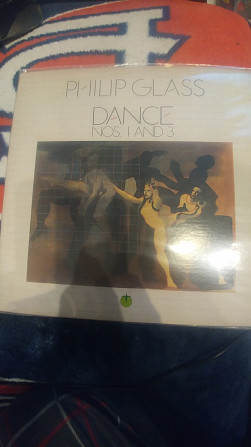 PHILIP GLASS
DANCE
NOS. 1 AND 3